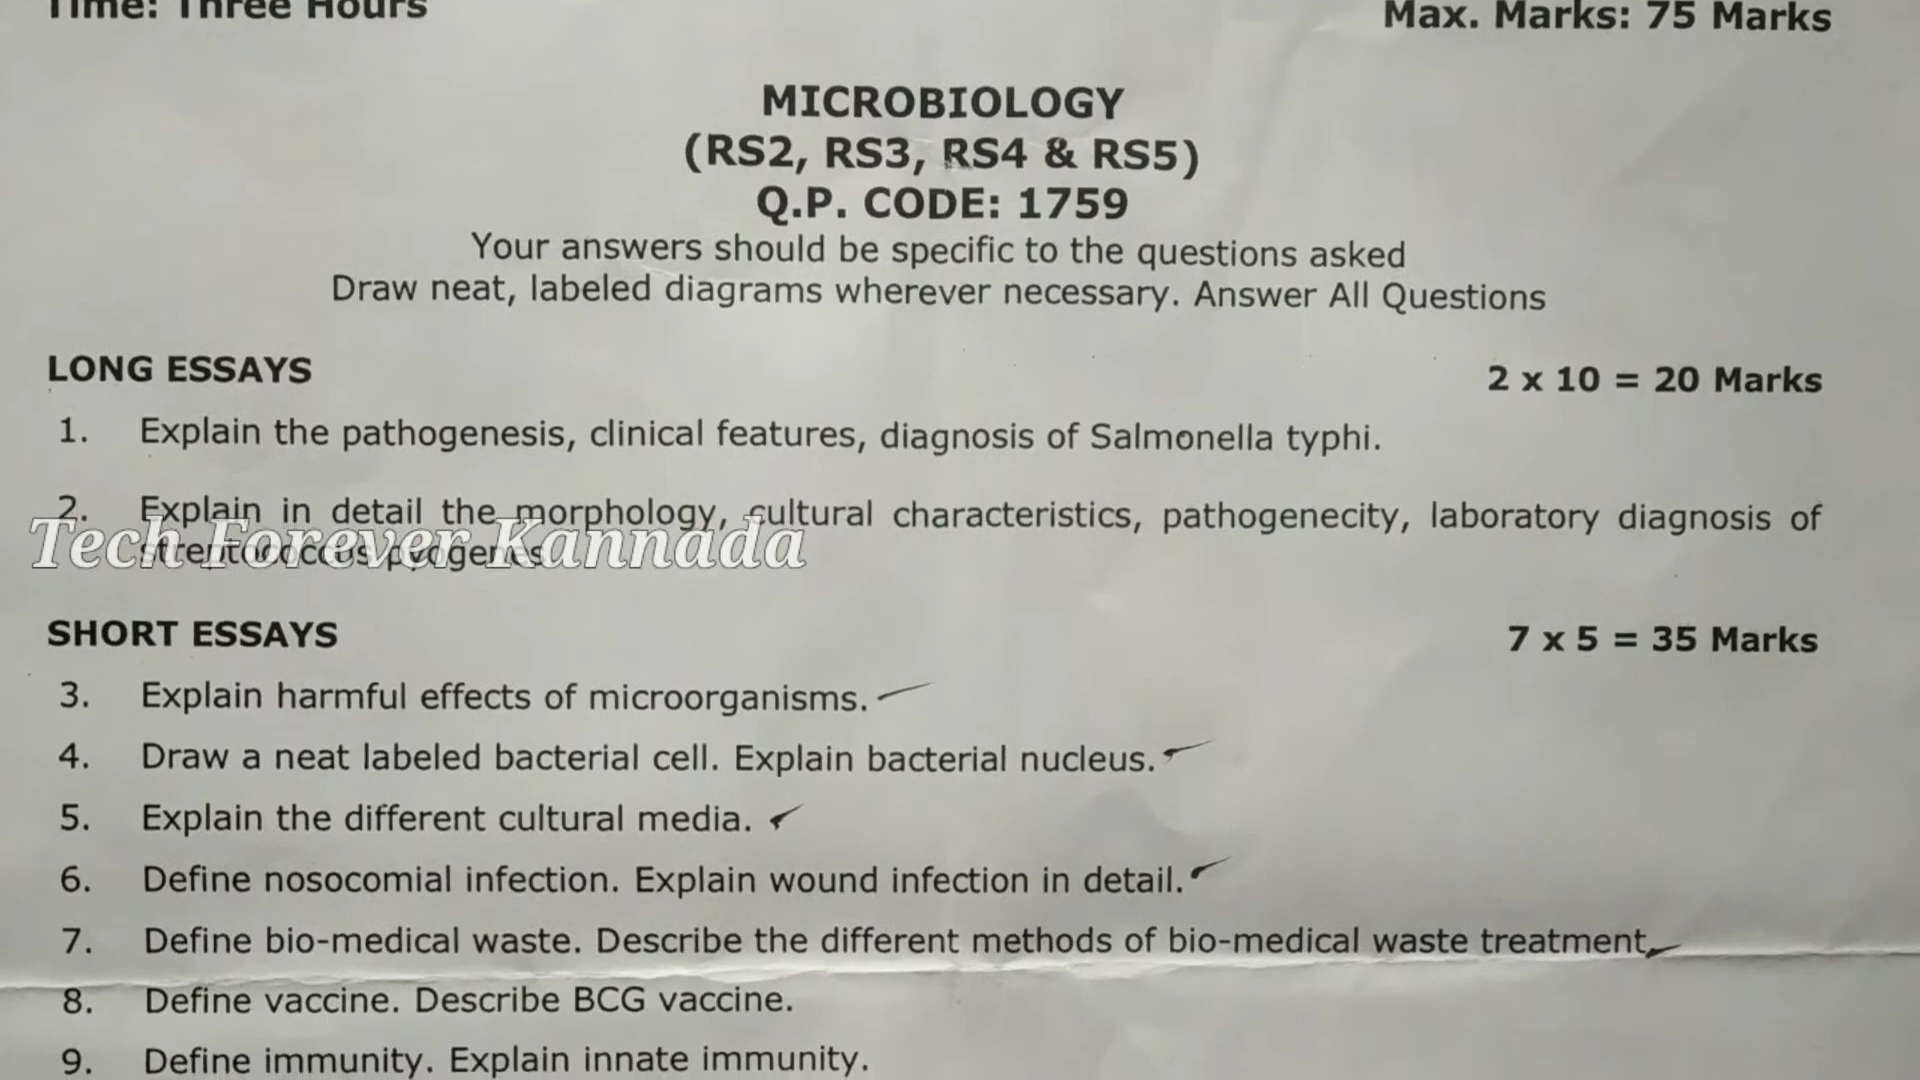 Time: Three Hours Max. Marks: 75 Marks
MICROBIOLOGY
(RS2, RS3, RS4 & RS5)
Q.P. CODE: 1759
Your answers should be specific to the questions asked
Draw neat, labeled diagrams wherever necessary. Answer All Questions
LONG ESSAYS 2 x 10 = 20 Marks
1. Explain the pathogenesis, clinical features, diagnosis of Salmonella typhi.
2. Explain in detail the morphology, cultural characteristics, pathogenecity, laboratory diagnosis of
streptococcus pyogenes
Tech Forever Kannada
SHORT ESSAYS 7 x 5 = 35 Marks
3. Explain harmful effects of microorganisms.
4. Draw a neat labeled bacterial cell. Explain bacterial nucleus.
5. Explain the different cultural media.
6. Define nosocomial infection. Explain wound infection in detail.
7. Define bio-medical waste. Describe the different methods of bio-medical waste treatment.
8. Define vaccine. Describe BCG vaccine.
9. Define immunity. Explain innate immunity.